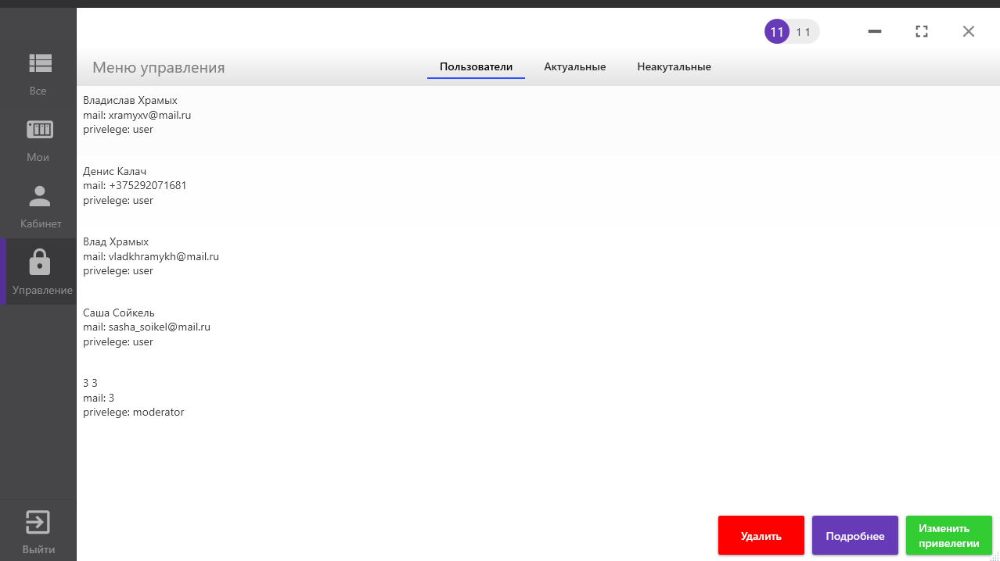 11
1 1
Меню управления
Пользователи
Актуальные
Неакутальные
Все
Мои
Кабинет
Управление
Выйти
Владислав Храмых
mail: xramyxv@mail.ru
privelege: user
Денис Калач
mail: +375292071681
privelege: user
Влад Храмых
mail: vladkhramykh@mail.ru
privelege: user
Саша Сойкель
mail: sasha_soikel@mail.ru
privelege: user
3 3
mail: 3
privelege: moderator
Удалить
Подробнее
Изменить
привелегии